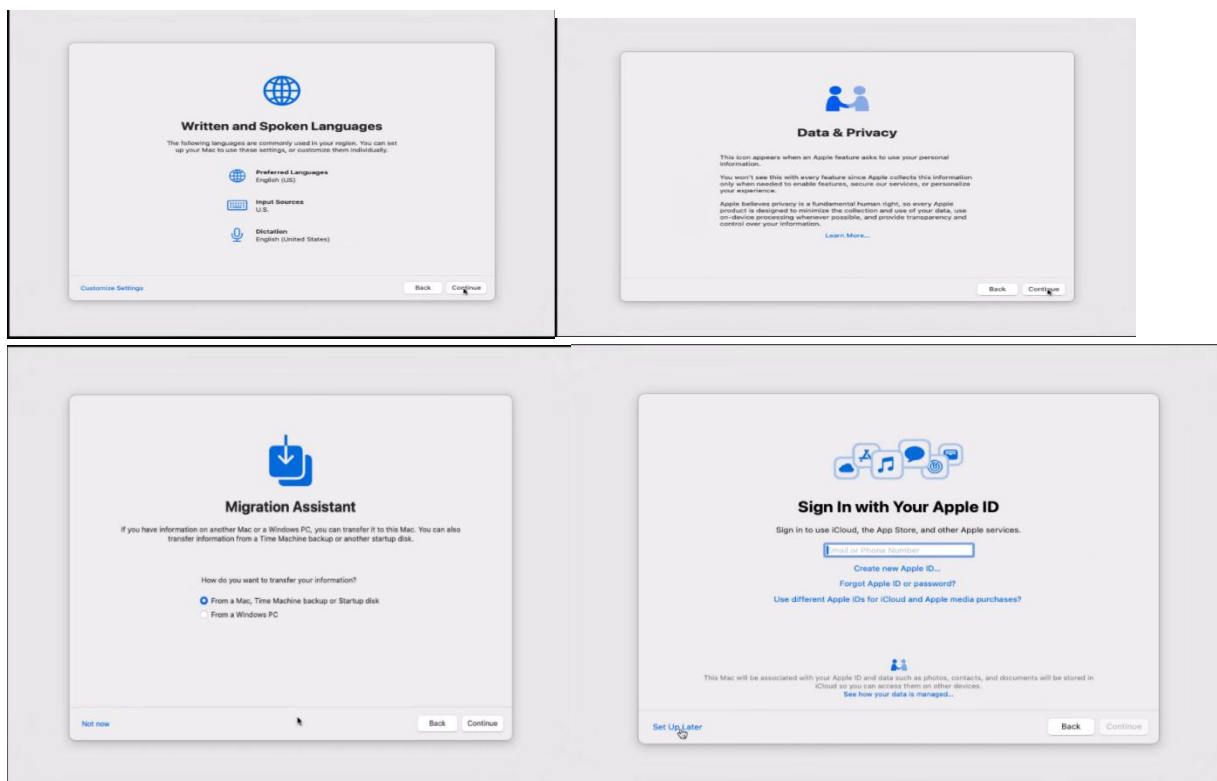 Written and Spoken Languages
The following languages are commonly used in your region. You can set
up your Mac to use these settings, or customize them individually.
Preferred Languages
English (US)
Input Sources
U.S.
Dictation
English (United States)
Customize Settings
Back
Continue
Data & Privacy
This icon appears when an Apple feature asks to use your personal
information.
You won't see this with every feature since Apple collects this information
only when needed to enable features, secure our services, or personalize
your experience.
Apple believes privacy is a fundamental human right, so every Apple
product is designed to minimize the collection and use of your data, use
on-device processing whenever possible, and provide transparency and
control over your information.
Learn More...
Back
Continue
Migration Assistant
If you have information on another Mac or a Windows PC, you can transfer it to this Mac. You can also
transfer information from a Time Machine backup or another startup disk.
How do you want to transfer your information?
From a Mac, Time Machine backup or Startup disk
From a Windows PC
Not now
Back
Continue
Sign In with Your Apple ID
Sign in to use iCloud, the App Store, and other Apple services.
Email or Phone Number
Create new Apple ID...
Forgot Apple ID or password?
Use different Apple IDs for iCloud and Apple media purchases?
This Mac will be associated with your Apple ID and data such as photos, contacts, and documents will be stored in
iCloud so you can access them on other devices.
See how your data is managed...
Set Up Later
Back
Continue